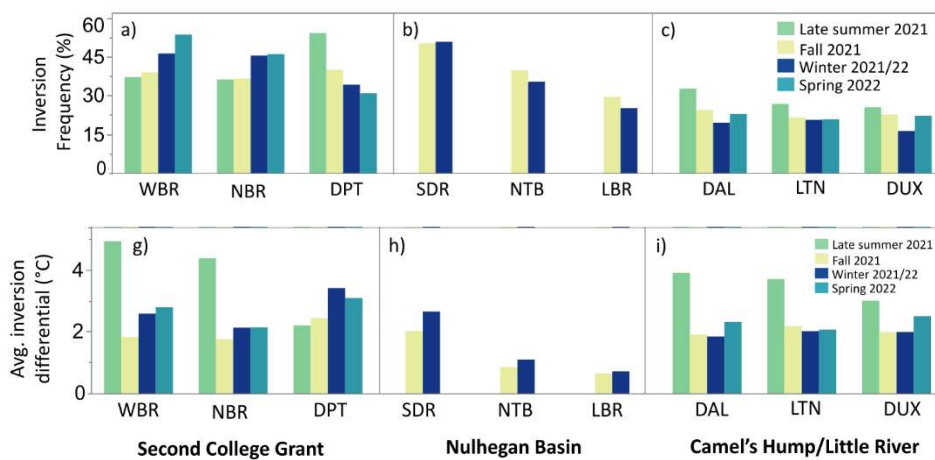 60
45
30
15
0
Inversion
Frequency (%)
a)
b)
c)
Late summer 2021
Fall 2021
Winter 2021/22
Spring 2022
WBR NBR DPT SDR NTB LBR DAL LTN DUX
4
2
0
Avg. inversion
differential (°C)
g)
h)
i)
Late summer 2021
Fall 2021
Winter 2021/22
Spring 2022
WBR NBR DPT SDR NTB LBR DAL LTN DUX
Second College Grant Nulhegan Basin Camel's Hump/Little River